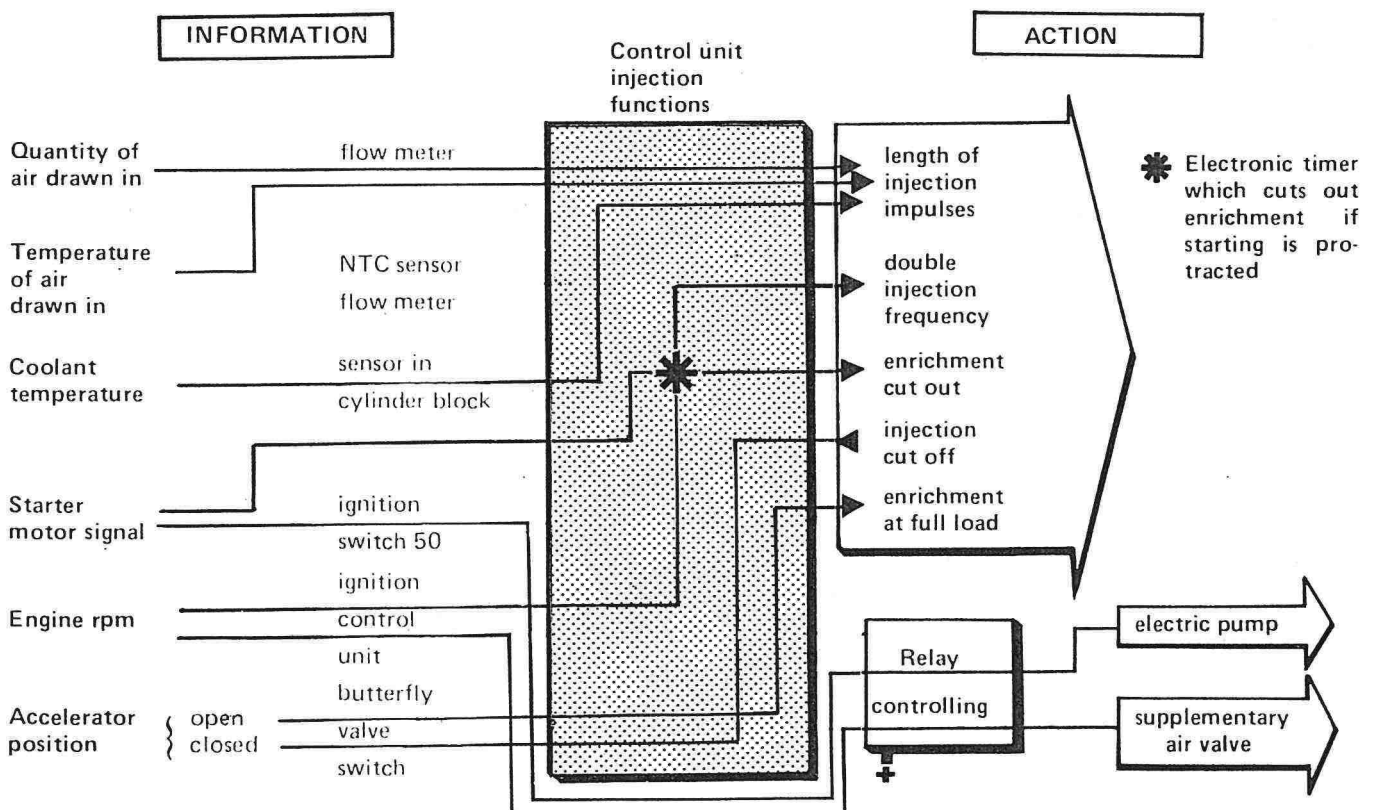 INFORMATION
ACTION
Control unit
injection
functions
Quantity of
air drawn in
flow meter
length of
injection
impulses
Electronic timer
which cuts out
enrichment if
starting is pro-
tracted
Temperature
of air
drawn in
NTC sensor
flow meter
double
injection
frequency
Coolant
temperature
sensor in
cylinder block
enrichment
cut out
injection
cut off
Starter
motor signal
ignition
switch 50
enrichment
at full load
Engine rpm
ignition
control
unit
electric pump
Relay
controlling
+
Accelerator
position
open
closed
butterfly
valve
switch
supplementary
air valve